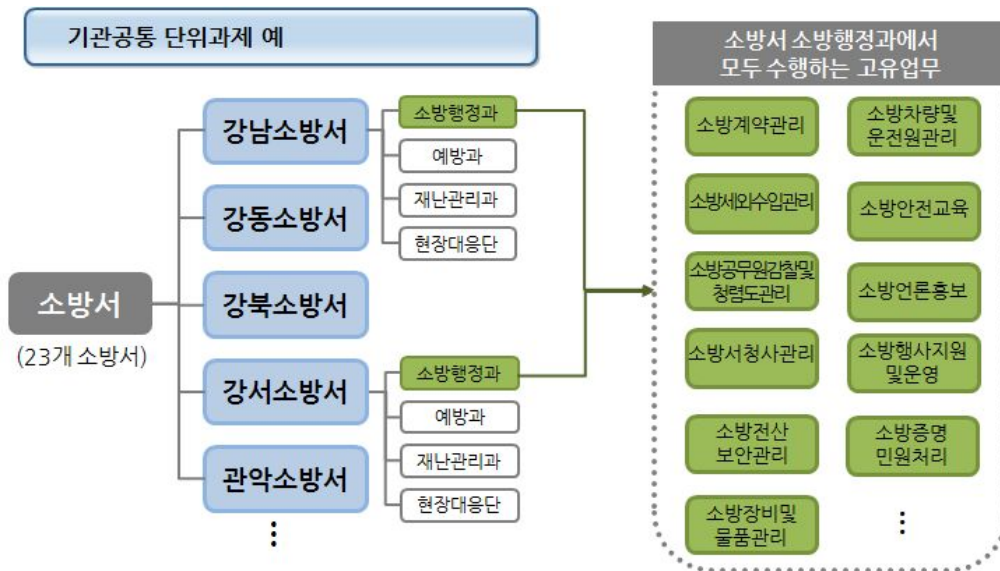 기관공통 단위과제 예
소방서
(23개 소방서)
강남소방서
소방행정과
예방과
재난관리과
현장대응단
강동소방서
강북소방서
강서소방서
소방행정과
예방과
재난관리과
현장대응단
관악소방서
⋮
소방서 소방행정과에서
모두 수행하는 고유업무
소방계약관리
소방차량및
운전원관리
소방세외수입관리
소방안전교육
소방공무원감찰및
청렴도관리
소방언론홍보
소방서청사관리
소방행사지원
및운영
소방전산
보안관리
소방증명
민원처리
소방장비및
물품관리
⋮